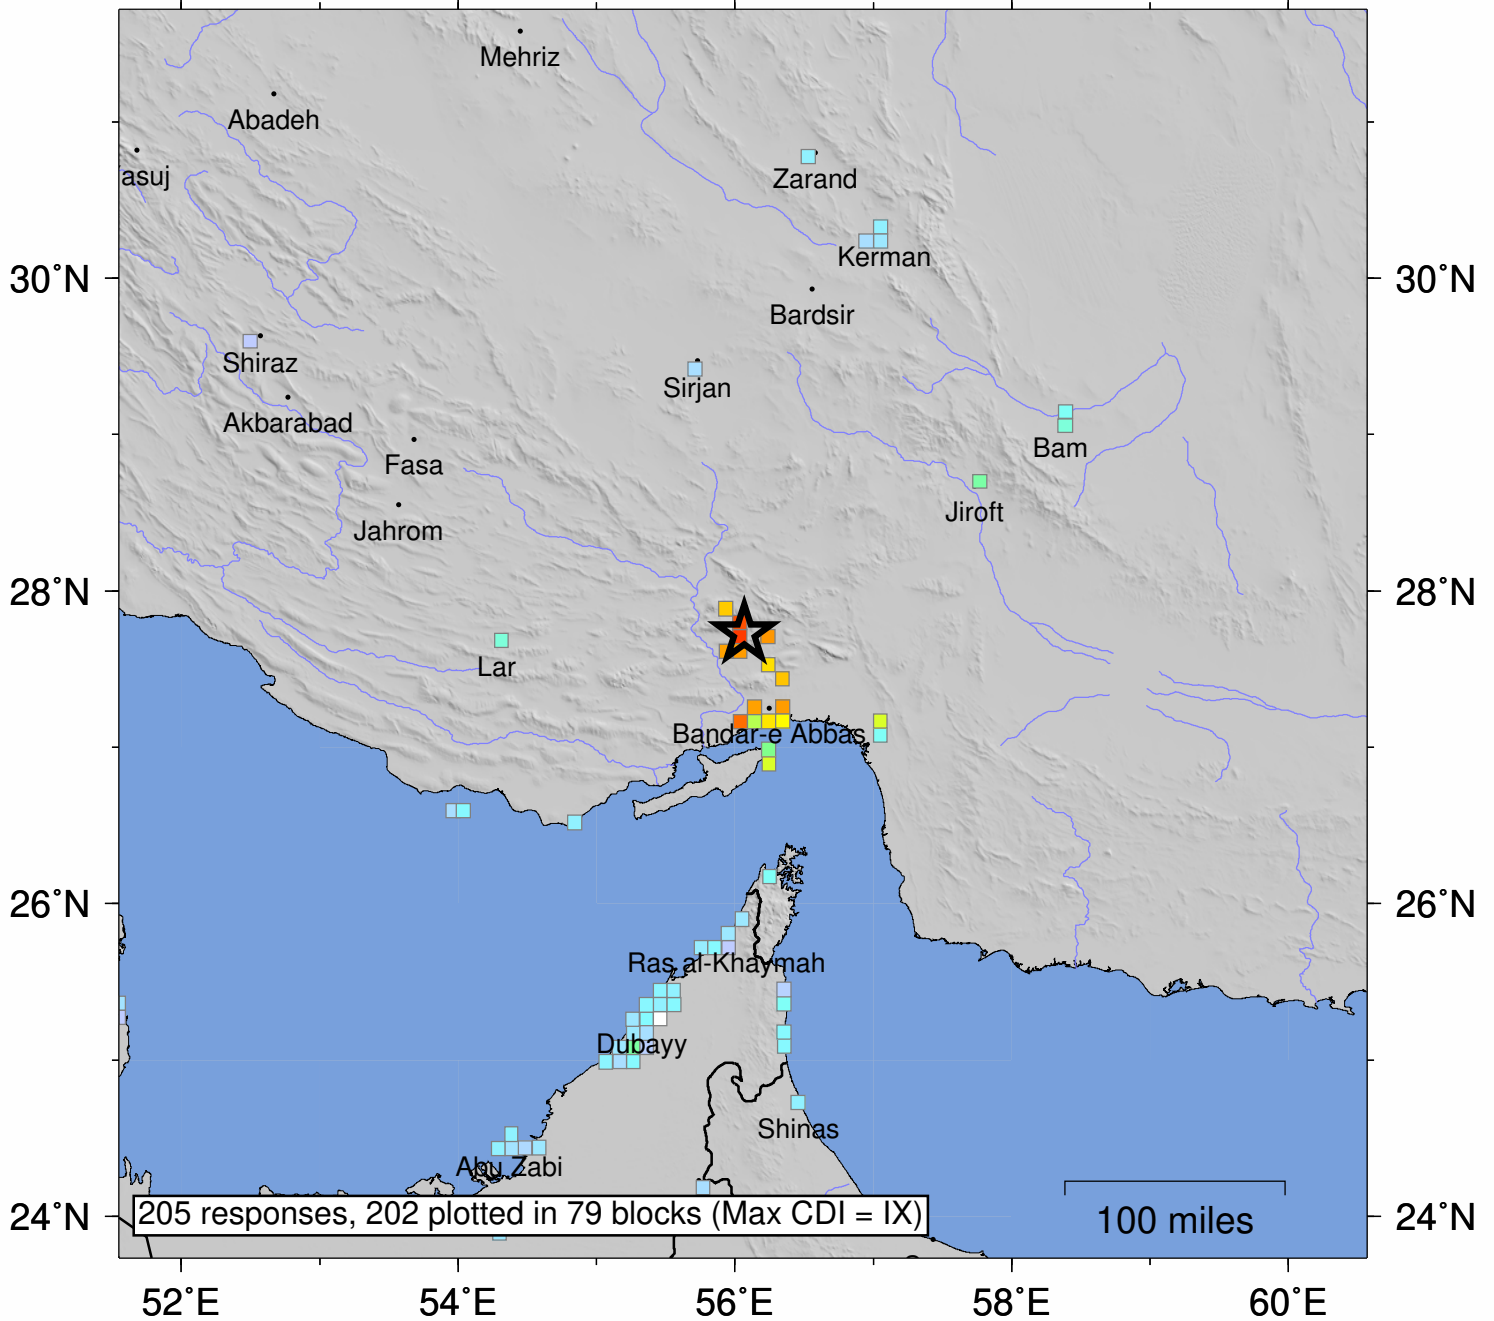 Mehriz
Abadeh
asuj
Zarand
Kerman
30°N
30°N
Bardsir
Shiraz
Sirjan
Akbarabad
Bam
Fasa
Jiroft
Jahrom
28°N
28°N
Lar
Bandar-e Abbas
26°N
26°N
Ras al-Khaymah
Dubayy
Shinas
Abu Zabi
205 responses, 202 plotted in 79 blocks (Max CDI = IX)
100 miles
24°N
24°N
52°E 54°E 56°E 58°E 60°E